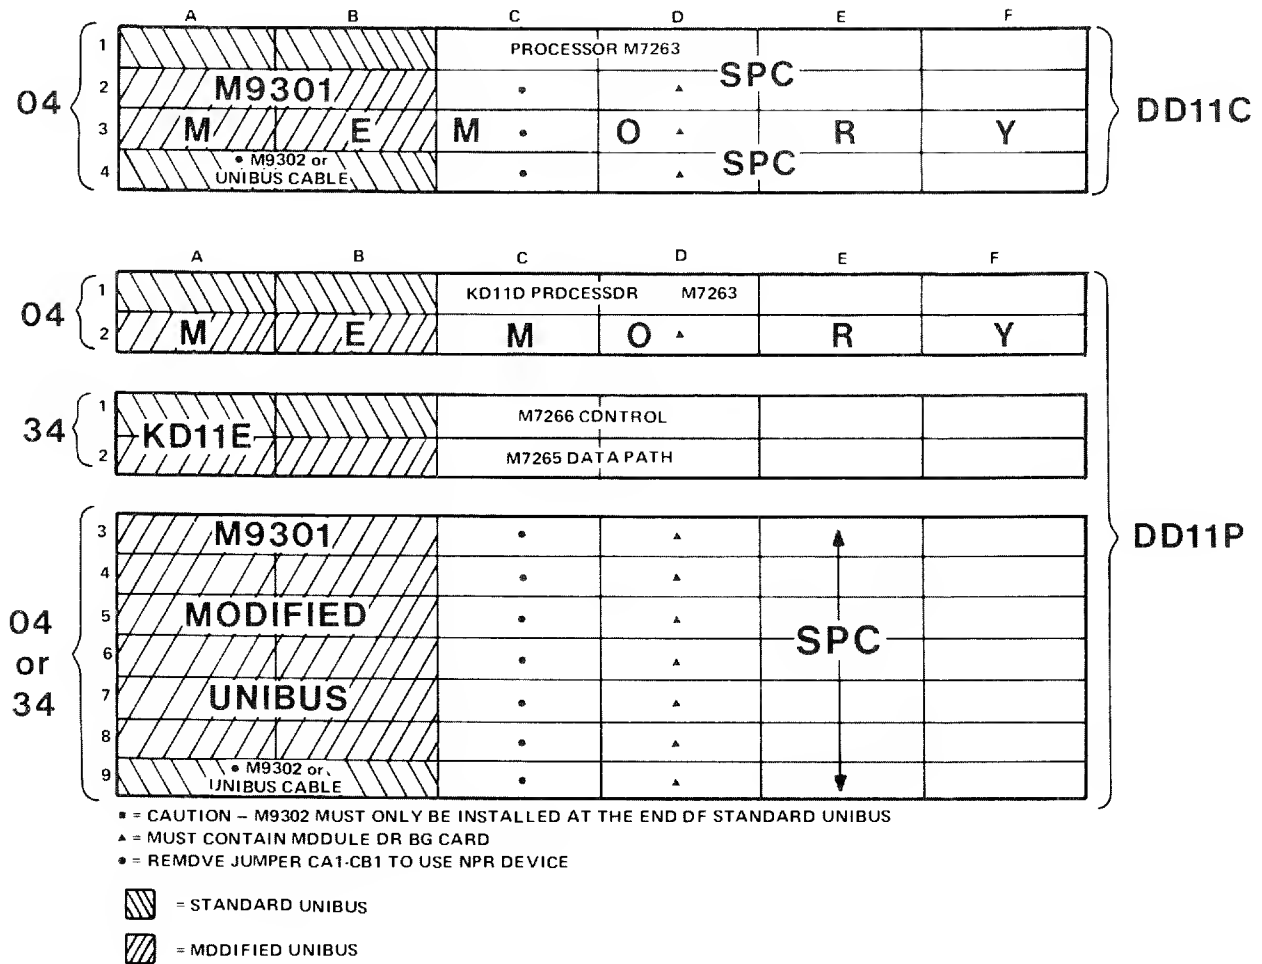 A B C D E F
1 PROCESSOR M7263
SPC
2 M9301 • ▲
04 DD11C
3 M E M • O ▲ R Y
SPC
4 • M9302 or • ▲
UNIBUS CABLE
A B C D E F
1 KD11D PRDCESSDR M7263
04
2 M E M O ▲ R Y
1 M7266 CDNTROL
34 KD11E
2 M7265 DATA PATH
3 M9301 • ▲
DD11P
4 • ▲
5 MODIFIED • ▲
04
or
34
SPC
6 • ▲
7 UNIBUS • ▲
8 • ▲
9 • M9302 or • ▲
UNIBUS CABLE
▪ = CAUTION – M9302 MUST ONLY BE INSTALLED AT THE END DF STANDARD UNIBUS
▲ = MUST CONTAIN MDDULE DR BG CARD
• = REMDVE JUMPER CA1-CB1 TO USE NPR DEVICE
= STANDARD UNIBUS
= MDDIFIED UNIBUS